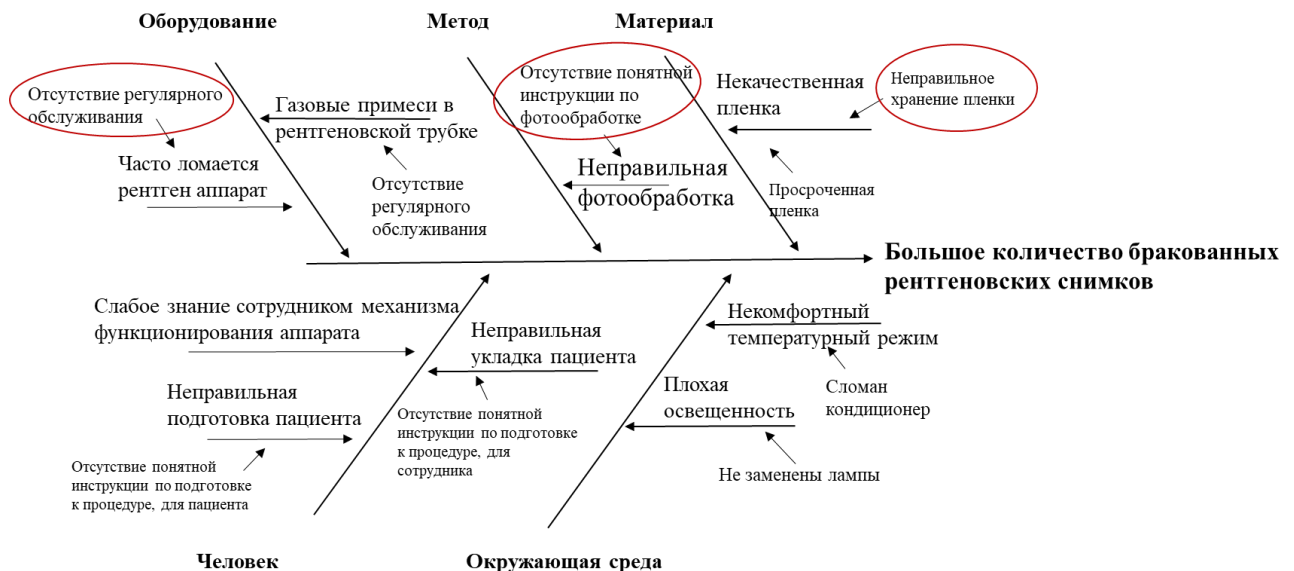 Оборудование
Метод
Материал
Отсутствие регулярного
обслуживания
Газовые примеси в
рентгеновской трубке
Часто ломается
рентген аппарат
Отсутствие
регулярного
обслуживания
Отсутствие понятной
инструкции по
фотообработке
Неправильная
фотообработка
Некачественная
пленка
Неправильное
хранение пленки
Просроченная
пленка
Большое количество бракованных
рентгеновских снимков
Слабое знание сотрудником механизма
функционирования аппарата
Неправильная
укладка пациента
Неправильная
подготовка пациента
Отсутствие понятной
инструкции по подготовке
к процедуре, для
сотрудника
Отсутствие понятной
инструкции по подготовке
к процедуре, для пациента
Некомфортный
температурный режим
Сломан
кондиционер
Плохая
освещенность
Не заменены лампы
Человек
Окружающая среда